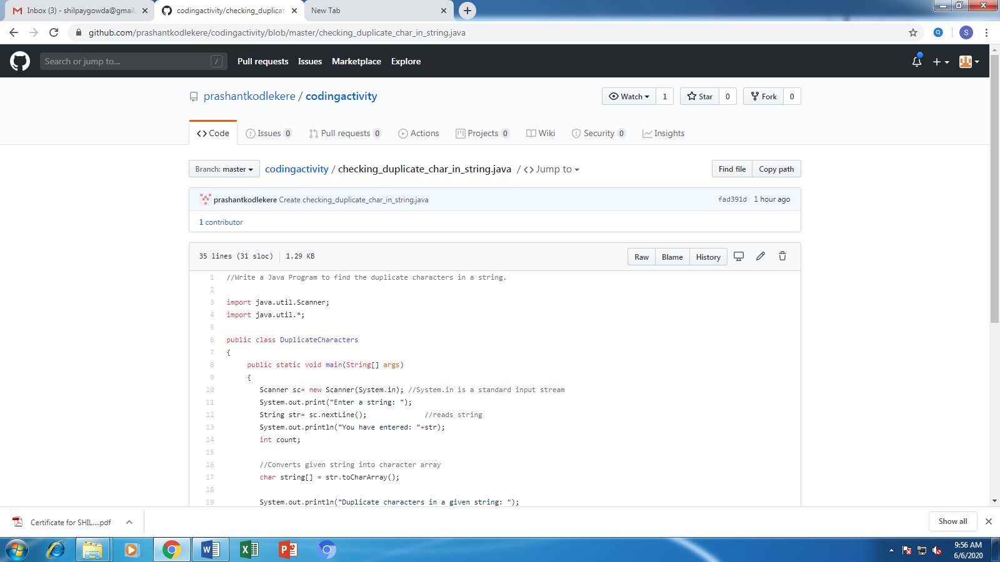 Inbox (3) - shilpaygowda@gmail.
codingactivity/checking_duplicate
New Tab
github.com/prashantkodlekere/codingactivity/blob/master/checking_duplicate_char_in_string.java
S
Search or jump to...
/
Pull requests
Issues
Marketplace
Explore
prashantkodlekere / codingactivity
Watch 1
Star 0
Fork 0
Code
Issues 0
Pull requests 0
Actions
Projects 0
Wiki
Security 0
Insights
Branch: master
codingactivity / checking_duplicate_char_in_string.java / <> Jump to
Find file
Copy path
prashantkodlekere Create checking_duplicate_char_in_string.java
fad391d 1 hour ago
1 contributor
35 lines (31 sloc) 1.29 KB
Raw
Blame
History
1 //Write a Java Program to find the duplicate characters in a string.
2
3 import java.util.Scanner;
4 import java.util.*;
5
6 public class DuplicateCharacters
7 {
8 public static void main(String[] args)
9 {
10 Scanner sc= new Scanner(System.in); //System.in is a standard input stream
11 System.out.print("Enter a string: ");
12 String str= sc.nextLine(); //reads string
13 System.out.println("You have entered: "+str);
14 int count;
15
16 //Converts given string into character array
17 char string[] = str.toCharArray();
18
19 System.out.println("Duplicate characters in a given string: ");
Certificate for SHIL....pdf
Show all
9:56 AM
6/6/2020